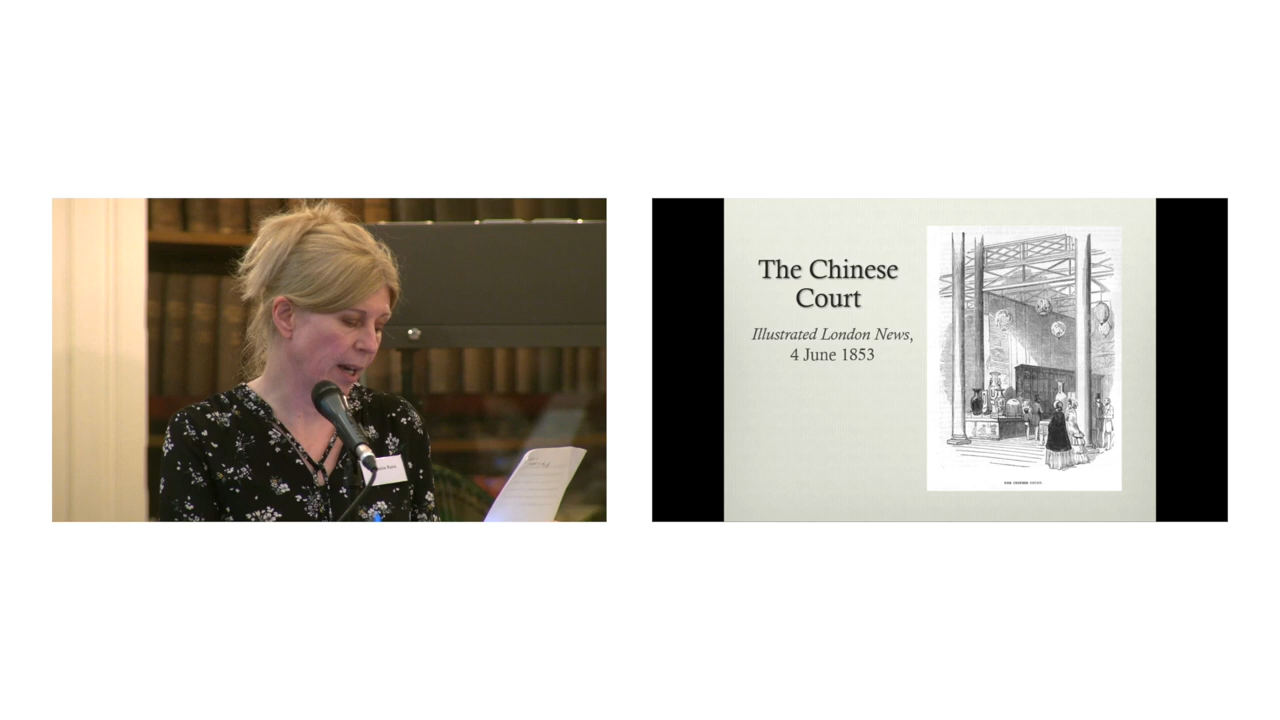 The Chinese
Court
Illustrated London News,
4 June 1853
THE CHINESE COURT